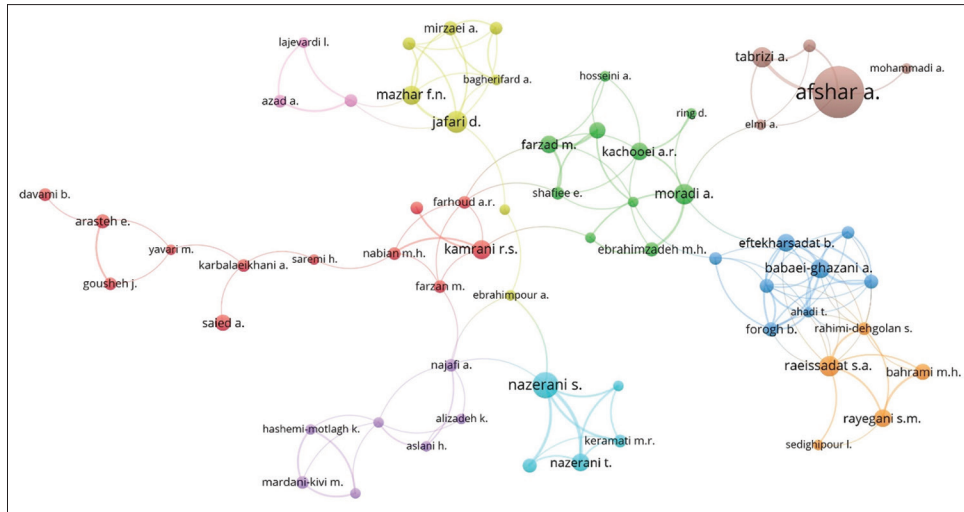 mirzaei a.
lajevardi l.
bagherifard a.
azad a.
mazhar f.n.
jafari d.
hosseini a.
tabrizi a.
mohammadi a.
afshar a.
ring d.
elmi a.
farzad m.
kachooei a.r.
shafiee e.
moradi a.
davami b.
arasteh e.
yavari m.
gousheh j.
karbalaeikhani a.
sareni h.
saied a.
farhoud a.r.
nabian m.h.
kamrani r.s.
farzan m.
ebrahimzadeh m.h.
ebrahimpour a.
eftekharsadat b.
babaei-ghazani a.
ahadi t.
forogh b.
rahimi-dehgolan s.
raeissadat s.a.
bahrami m.h.
rayegani s.m.
sedighipour l.
najafi a.
nazerani s.
hashemi-motlagh k.
alizadeh k.
aslani h.
keramati m.r.
nazerani t.
mardani-kivi m.